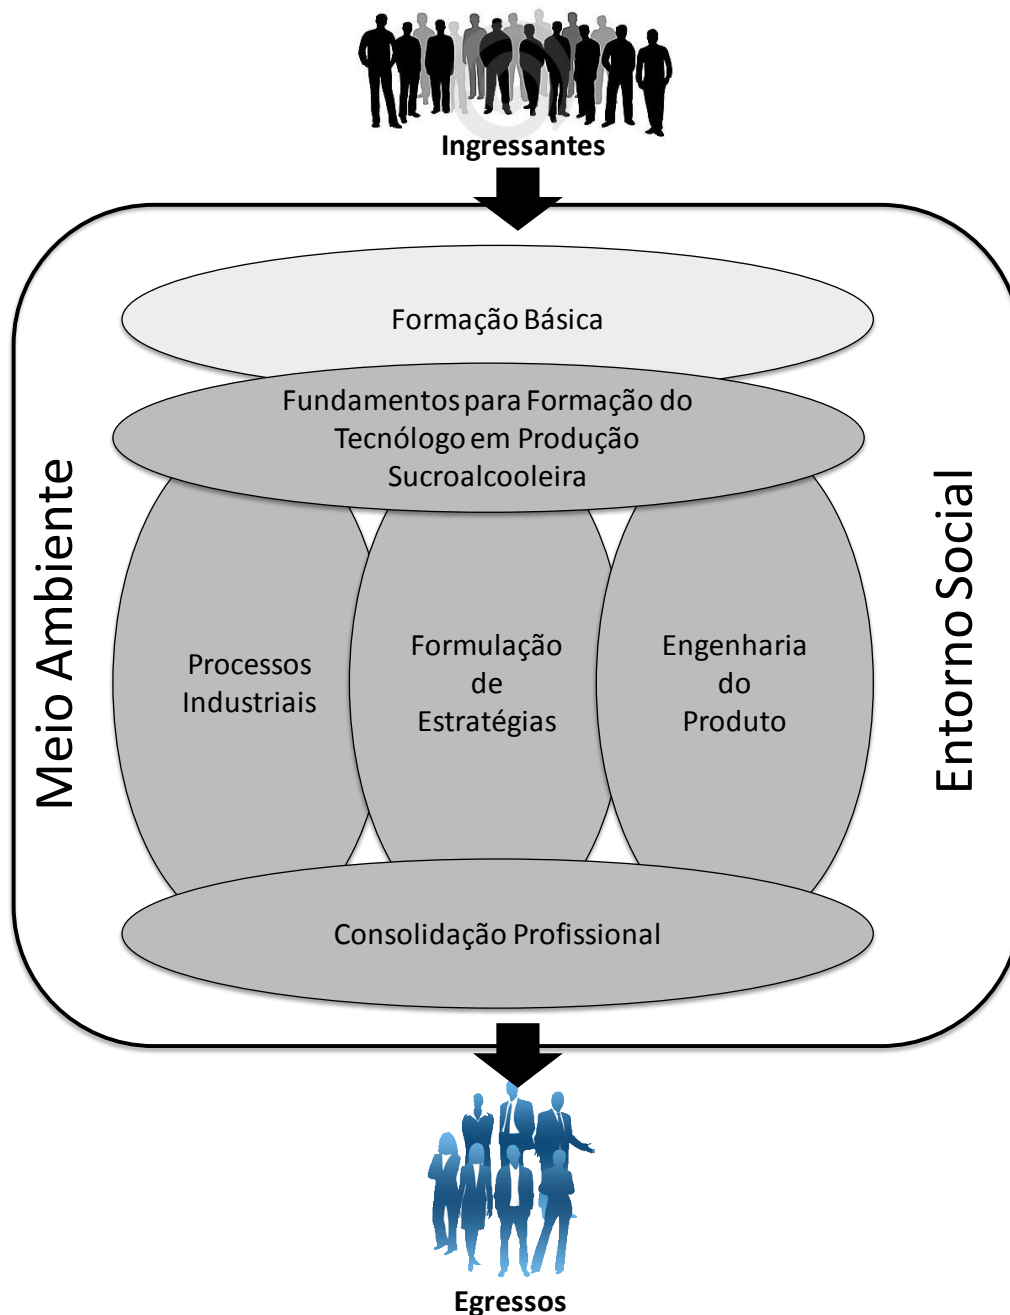 Ingressantes
Formação Básica
Fundamentos para Formação do
Tecnólogo em Produção
Sucroalcooleira
Meio Ambiente
Processos
Industriais
Formulação
de
Estratégias
Engenharia
do
Produto
Entorno Social
Consolidação Profissional
Egressos